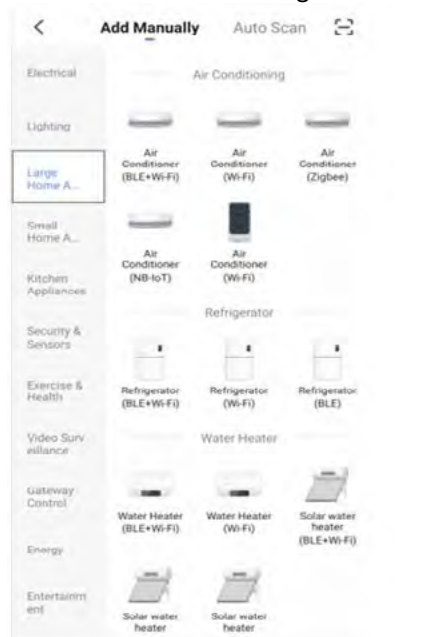 Add Manually Auto Scan
Electrical
Lighting
Large
Home A...
Small
Home A...
Kitchen
Appliances
Security &
Sensors
Exercise &
Health
Video Surv
eillance
Gateway
Control
Energy
Entertainm
ent
Air Conditioning
Air
Conditioner
(BLE+Wi-Fi)
Air
Conditioner
(Wi-Fi)
Air
Conditioner
(Zigbee)
Air
Conditioner
(NB-IoT)
Air
Conditioner
(Wi-Fi)
Refrigerator
Refrigerator
(BLE+Wi-Fi)
Refrigerator
(Wi-Fi)
Refrigerator
(BLE)
Water Heater
Water Heater
(BLE+Wi-Fi)
Water Heater
(Wi-Fi)
Solar water
heater
(BLE+Wi-Fi)
Solar water
heater
Solar water
heater